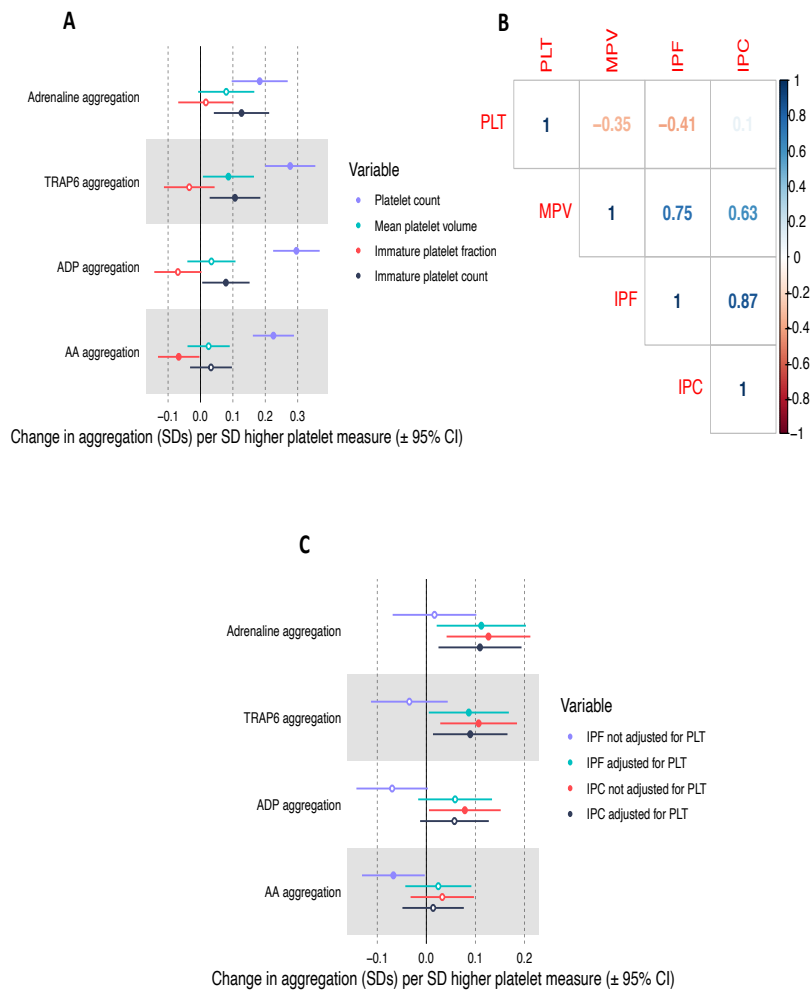 A
Adrenaline aggregation
TRAP6 aggregation
ADP aggregation
AA aggregation
−0.1 0.0 0.1 0.2 0.3
Change in aggregation (SDs) per SD higher platelet measure (± 95% CI)
Variable
Platelet count
Mean platelet volume
Immature platelet fraction
Immature platelet count
B
PLT MPV IPF IPC
PLT 1 −0.35 −0.41 0.1
MPV 1 0.75 0.63
IPF 1 0.87
IPC 1
1
0.8
0.6
0.4
0.2
0
−0.2
−0.4
−0.6
−0.8
−1
C
Adrenaline aggregation
TRAP6 aggregation
ADP aggregation
AA aggregation
−0.1 0.0 0.1 0.2
Change in aggregation (SDs) per SD higher platelet measure (± 95% CI)
Variable
IPF not adjusted for PLT
IPF adjusted for PLT
IPC not adjusted for PLT
IPC adjusted for PLT